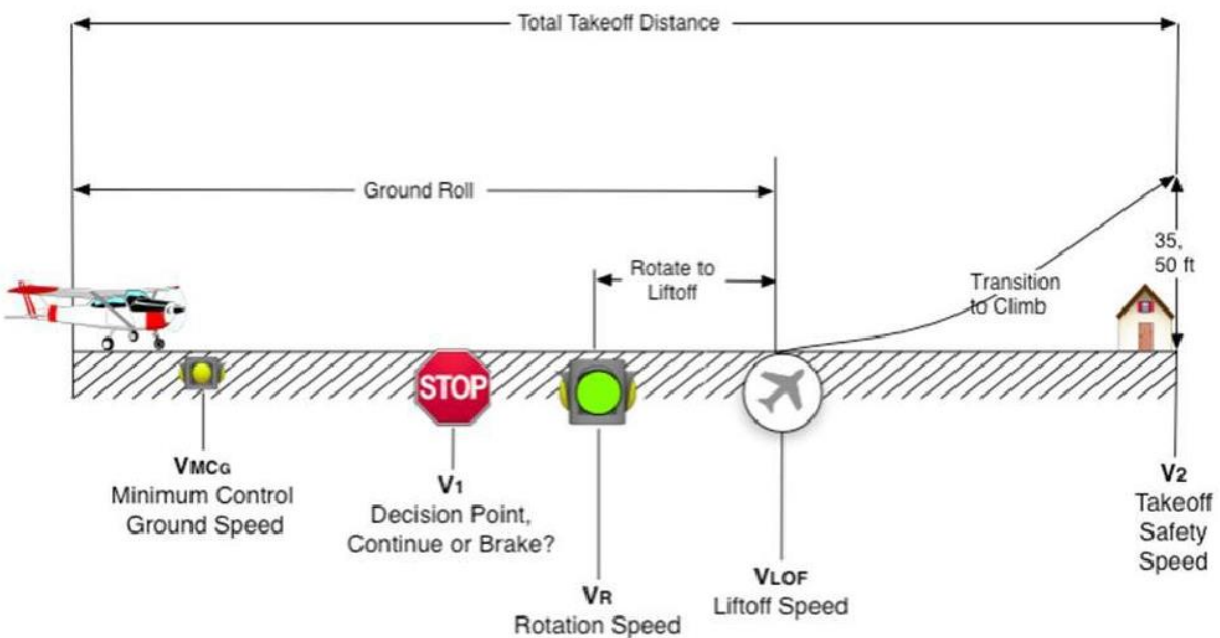 Total Takeoff Distance
Ground Roll
Rotate to
Liftoff
Transition
to Climb
35,
50 ft
STOP
VMCG
Minimum Control
Ground Speed
V1
Decision Point,
Continue or Brake?
VR
Rotation Speed
VLOF
Liftoff Speed
V2
Takeoff
Safety
Speed